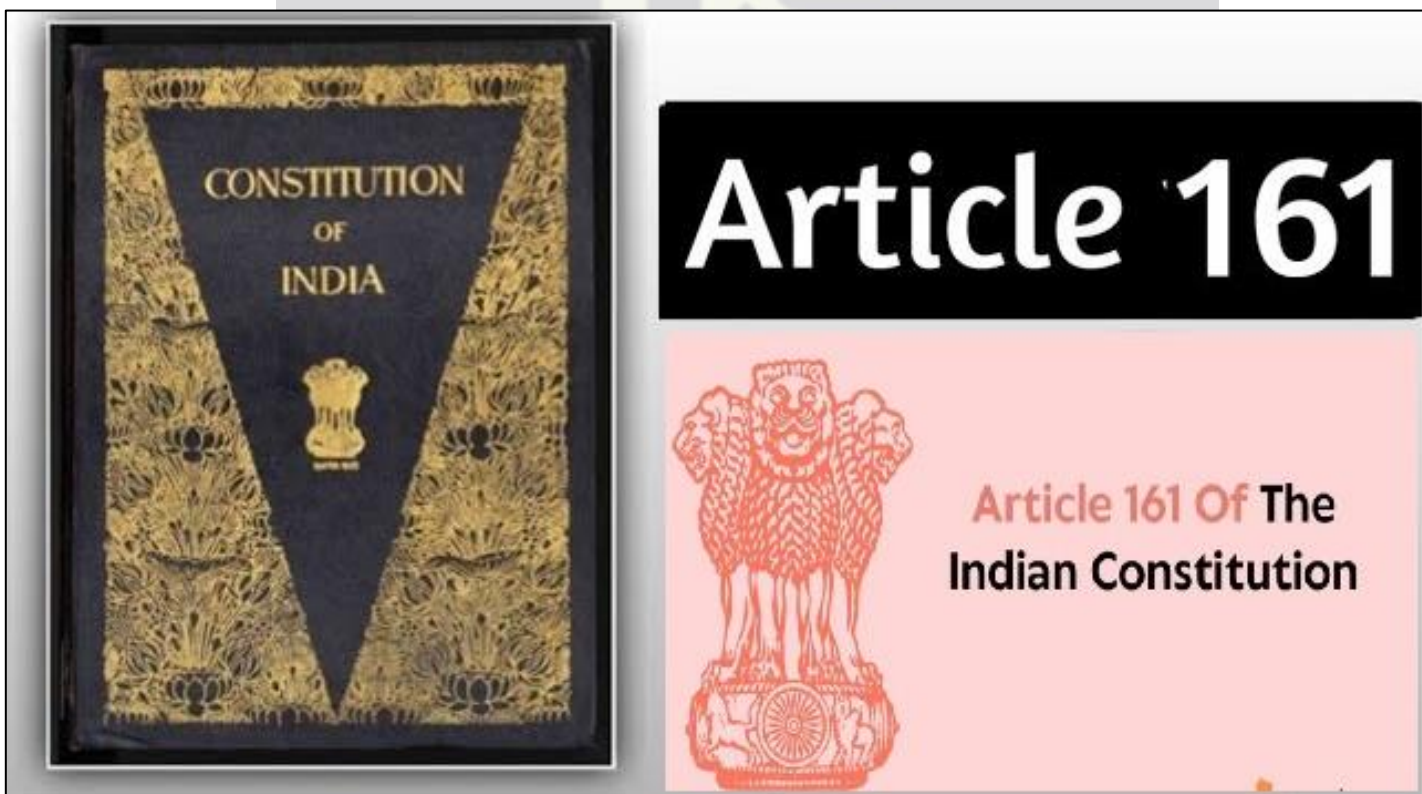 CONSTITUTION
OF
INDIA
Article 161
Article 161 Of The
Indian Constitution